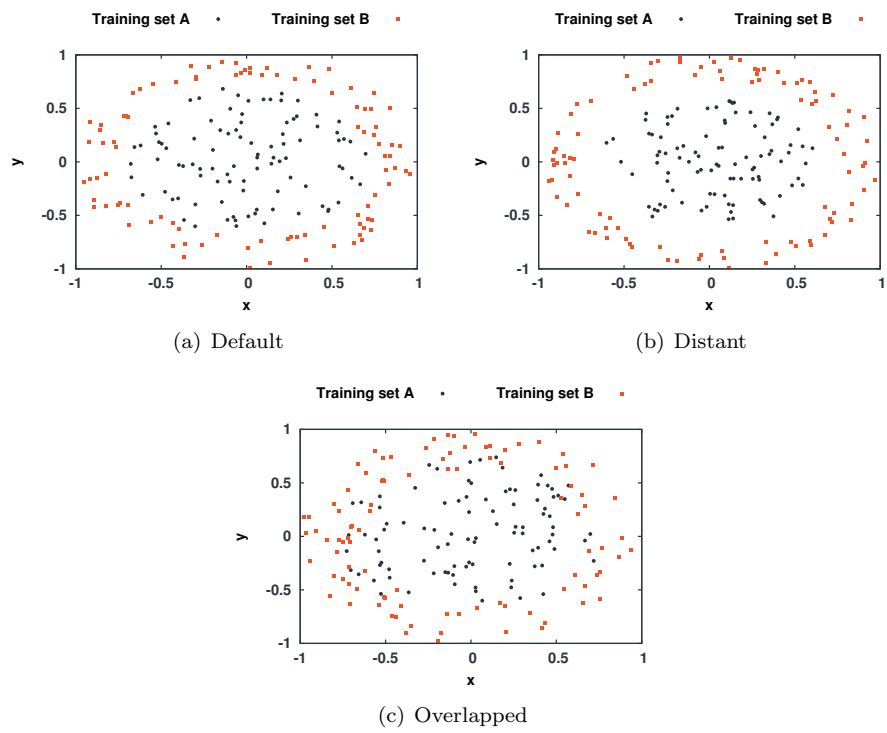 Training set A Training set B
1
0.5
0
-0.5
-1
y
-1 -0.5 0 0.5 1
x
(a) Default
Training set A Training set B
1
0.5
0
-0.5
-1
y
-1 -0.5 0 0.5 1
x
(b) Distant
Training set A Training set B
1
0.5
0
-0.5
-1
y
-1 -0.5 0 0.5 1
x
(c) Overlapped